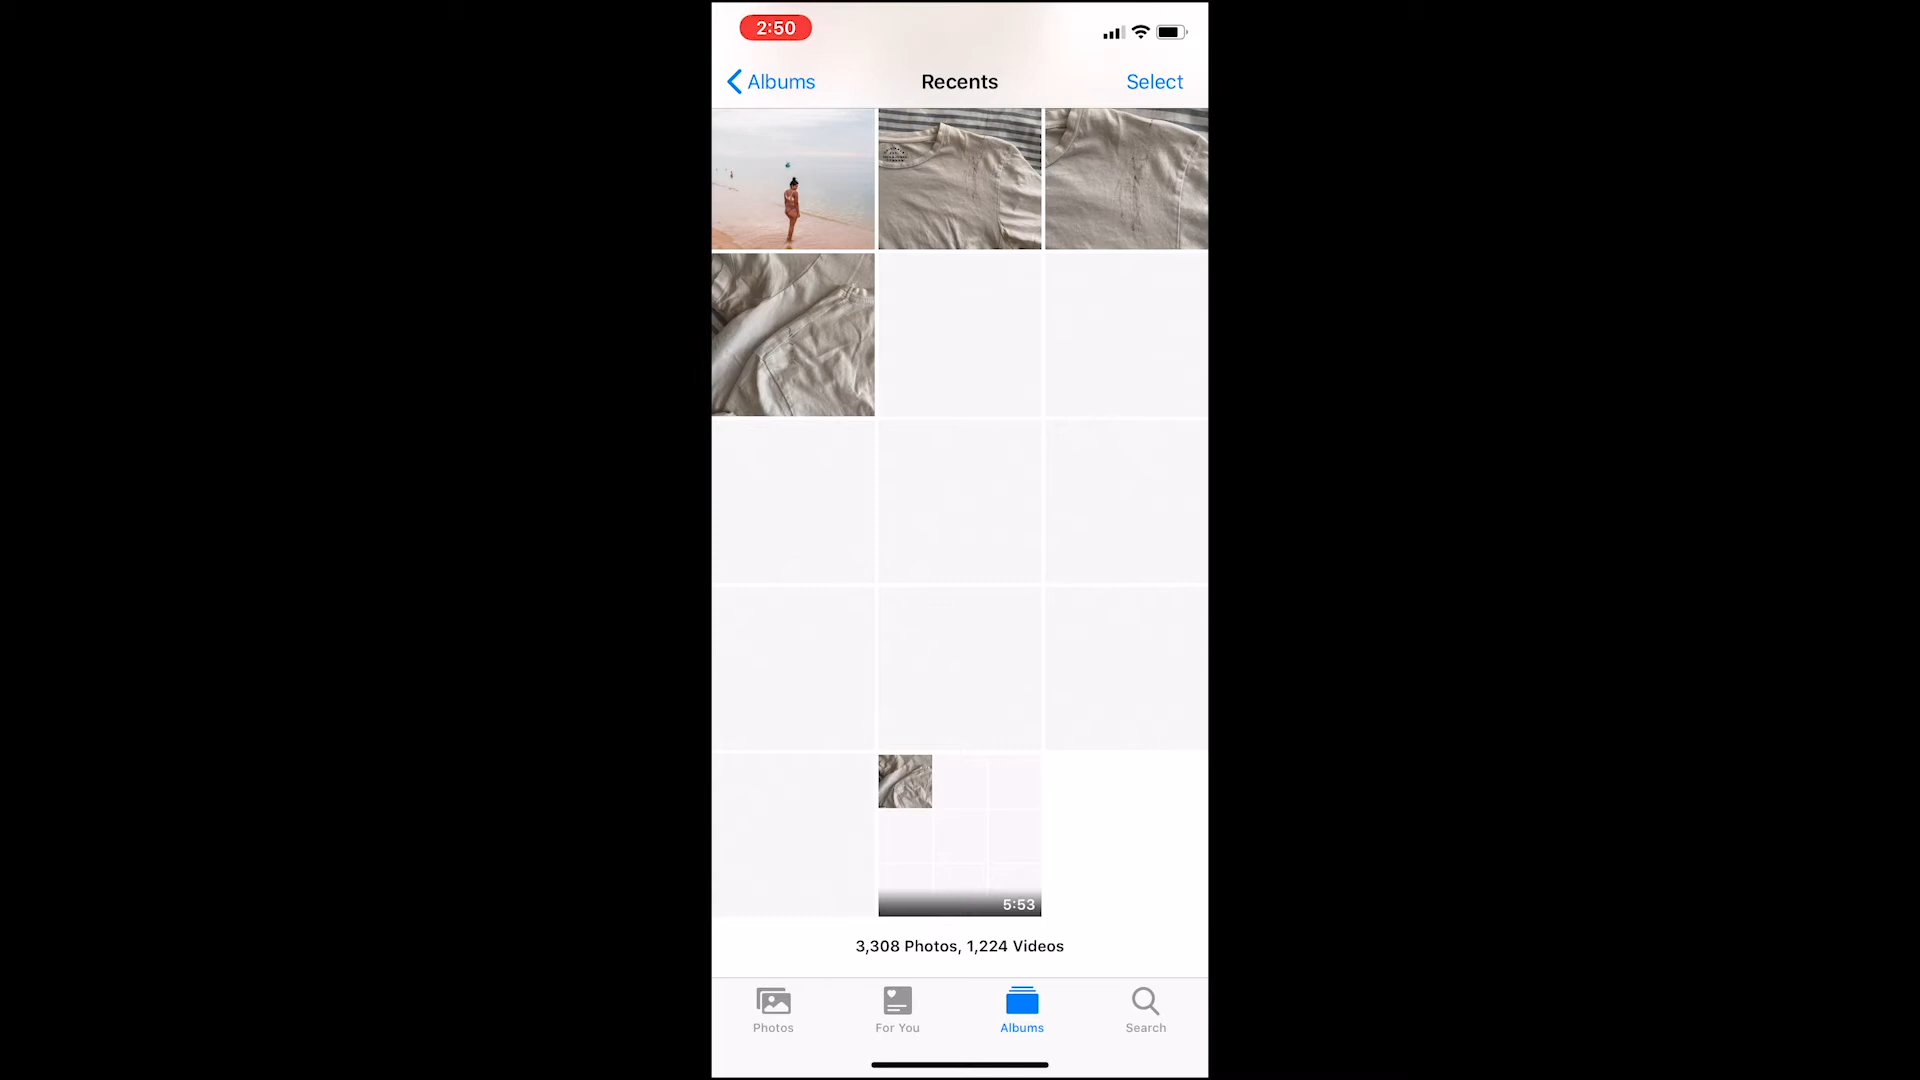 2:50
Albums
Recents
Select
5:53
3,308 Photos, 1,224 Videos
Photos
For You
Albums
Search